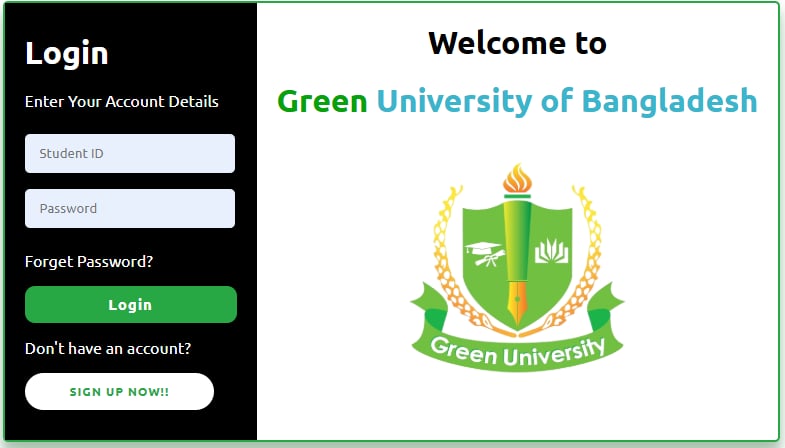 Login
Enter Your Account Details
Student ID
Password
Forget Password?
Login
Don't have an account?
SIGN UP NOW!!
Welcome to
Green University of Bangladesh
Green University